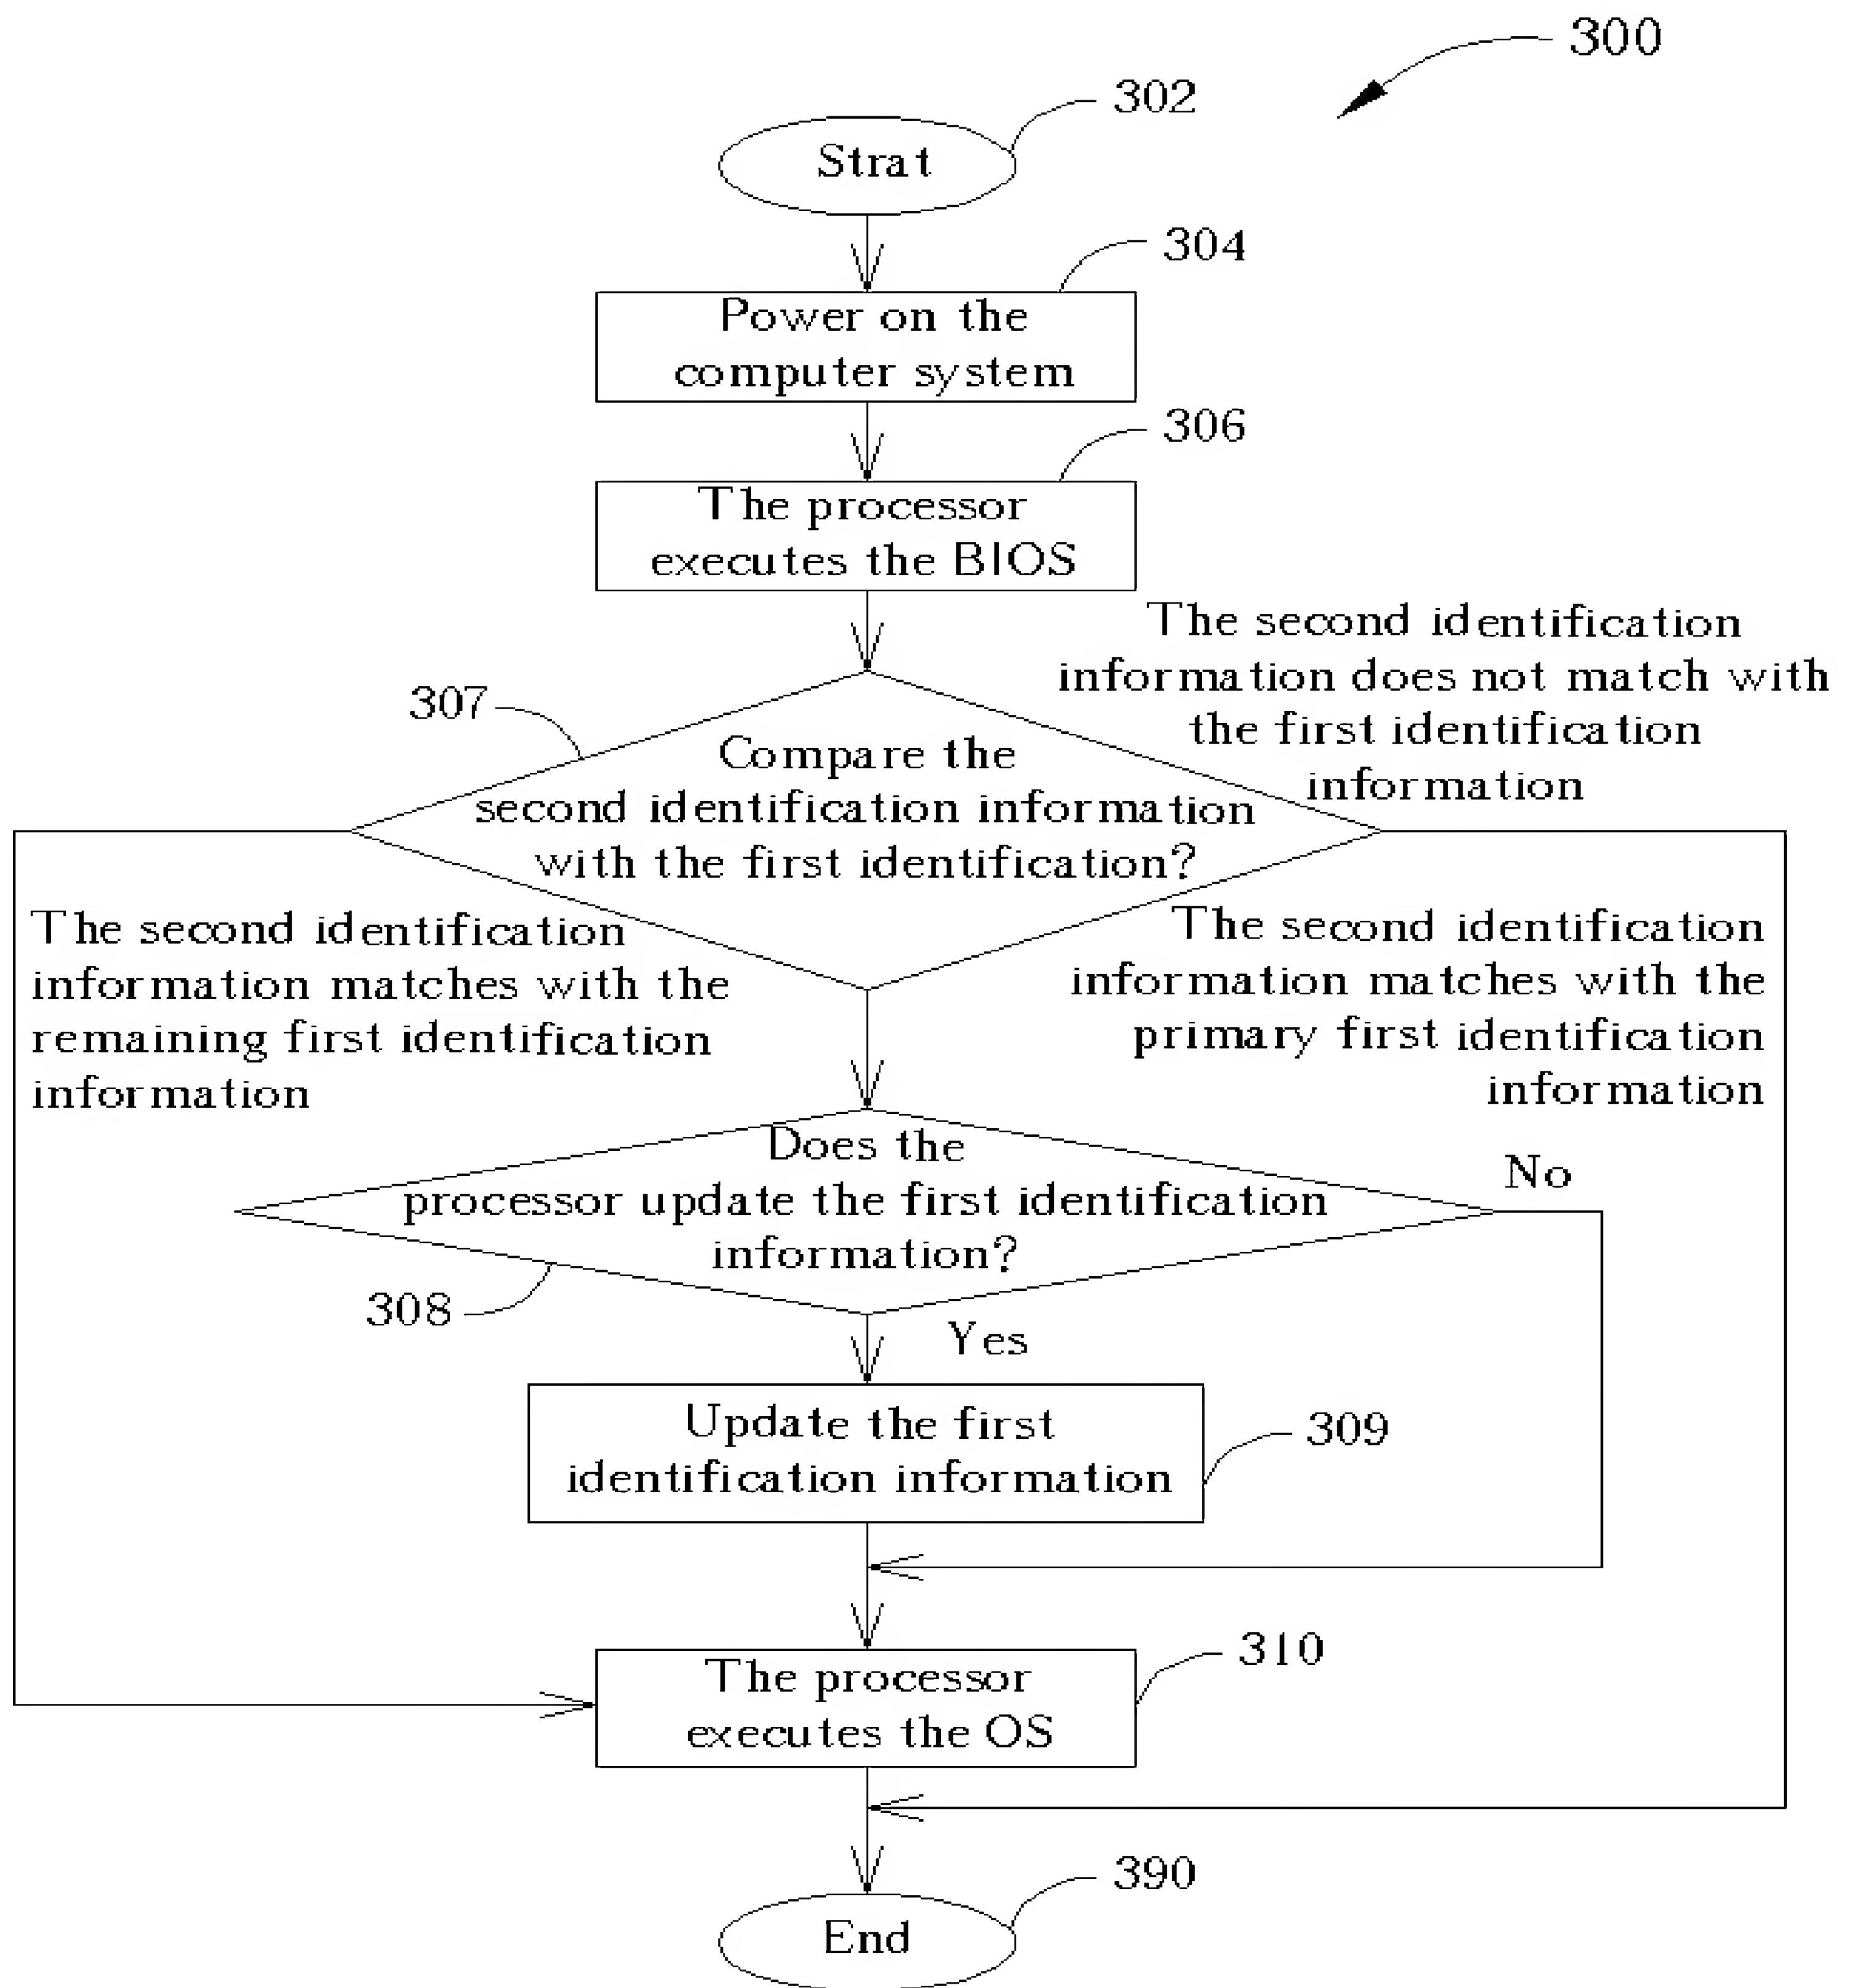 300
302
Strat
304
Power on the
computer system
306
The processor
executes the BIOS
The second identification
information does not match with
the first identification
information
307
Compare the
second identification information
with the first identification?
The second identification
information matches with the
remaining first identification
information
The second identification
information matches with the
primary first identification
information
Does the
processor update the first identification
information?
No
308
Yes
Update the first
identification information
309
The processor
executes the OS
310
390
End